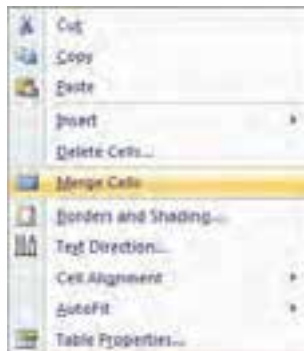 Cut
Copy
Paste
Insert
Delete Cells...
Merge Cells
Borders and Shading...
Text Direction...
Cell Alignment
AutoFit
Table Properties...